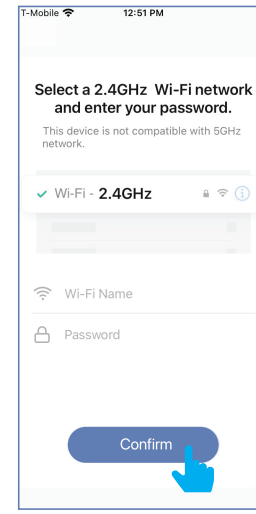 T-Mobile 12:51 PM
Select a 2.4GHz Wi-Fi network
and enter your password.
This device is not compatible with 5GHz
network.
Wi-Fi - 2.4GHz
Wi-Fi Name
Password
Confirm